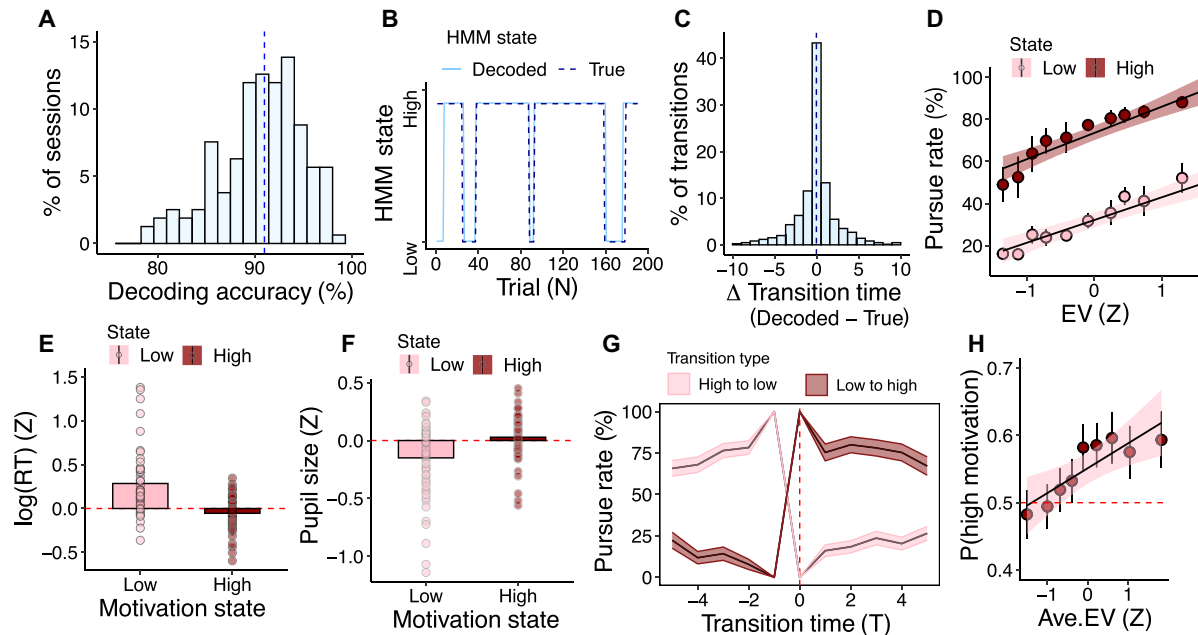 A
% of sessions
15
10
5
0
80
90
100
Decoding accuracy (%)
B
HMM state
Decoded
True
HMM state
High
Low
0
40
80
120
160
200
Trial (N)
C
% of transitions
40
30
20
10
0
−10
−5
0
5
10
Δ Transition time
(Decoded − True)
D
State
Low
High
Pursue rate (%)
100
80
60
40
20
−1
0
1
EV (Z)
E
State
Low
High
log(RT) (Z)
1.5
1.0
0.5
0.0
−0.5
Low
High
Motivation state
F
State
Low
High
Pupil size (Z)
0.5
0.0
−0.5
−1.0
Low
High
Motivation state
G
Transition type
High to low
Low to high
Pursue rate (%)
100
75
50
25
0
−4
−2
0
2
4
Transition time (T)
H
P(high motivation)
0.6
0.5
0.4
−1
0
1
Ave.EV (Z)